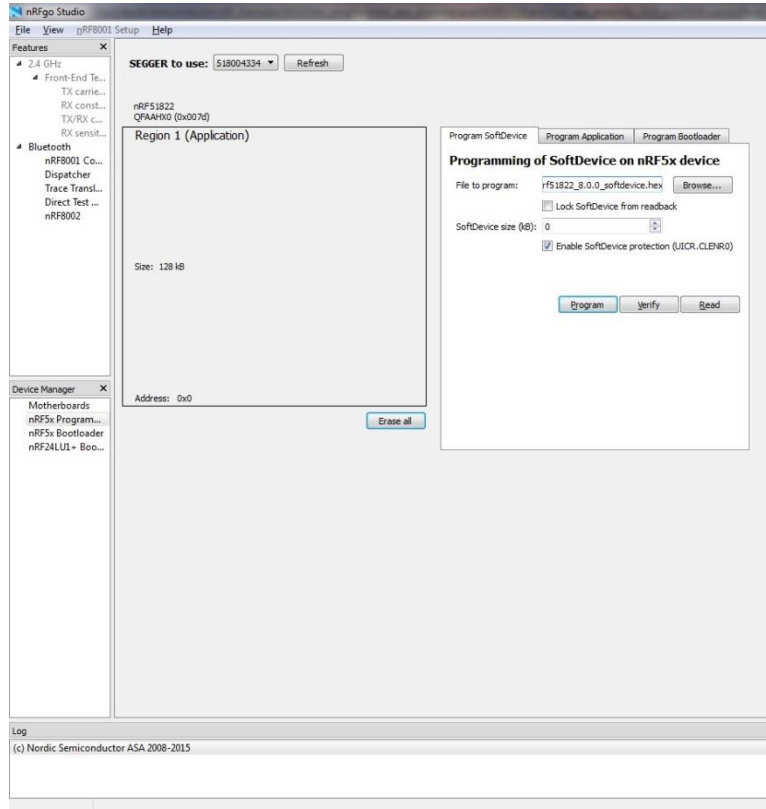 nRFgo Studio
File View nRF8001 Setup Help
Features ×
2.4 GHz
Front-End Te...
TX carrie...
RX const...
TX/RX c...
RX sensit...
Bluetooth
nRF8001 Co...
Dispatcher
Trace Transl...
Direct Test ...
nRF8002
Device Manager ×
Motherboards
nRF5x Program...
nRF5x Bootloader
nRF24LU1+ Boo...
SEGGER to use: 518004334 Refresh
nRF51822
QFAAHX0 (0x007d)
Region 1 (Application)
Size: 128 kB
Address: 0x0
Erase all
Program SoftDevice Program Application Program Bootloader
Programming of SoftDevice on nRF5x device
File to program: rf51822_8.0.0_softdevice.hex Browse...
Lock SoftDevice from readback
SoftDevice size (kB): 0
Enable SoftDevice protection (UICR.CLENR0)
Program Verify Read
Log
(c) Nordic Semiconductor ASA 2008-2015